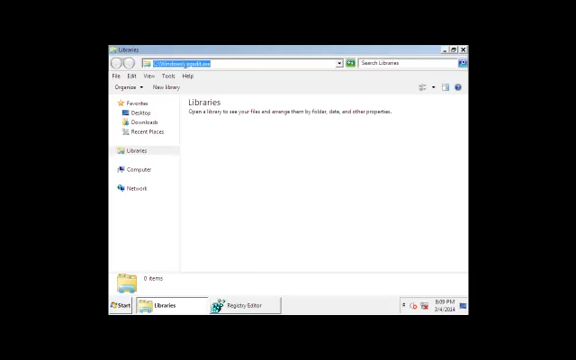 Libraries
C:\Windows\regedit.exe
Search Libraries
File Edit View Tools Help
Organize New library
Favorites
Desktop
Downloads
Recent Places
Libraries
Computer
Network
Libraries
Open a library to see your files and arrange them by folder, date, and other properties.
0 items
Start Libraries Registry Editor
8:09 PM
3/4/2014